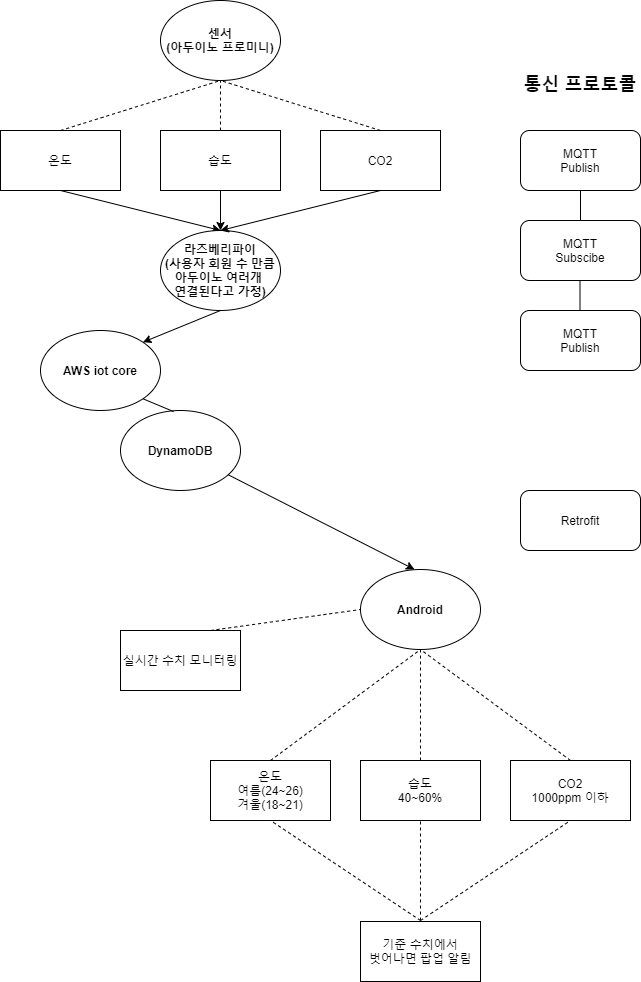 센서
(아두이노 프로미니)
통신 프로토콜
온도
습도
CO2
MQTT
Publish
라즈베리파이
(사용자 회원 수 만큼
아두이노 여러개
연결된다고 가정)
MQTT
Subscibe
MQTT
Publish
AWS iot core
DynamoDB
Retrofit
Android
실시간 수치 모니터링
온도
여름(24~26)
겨울(18~21)
습도
40~60%
CO2
1000ppm 이하
기준 수치에서
벗어나면 팝업 알림